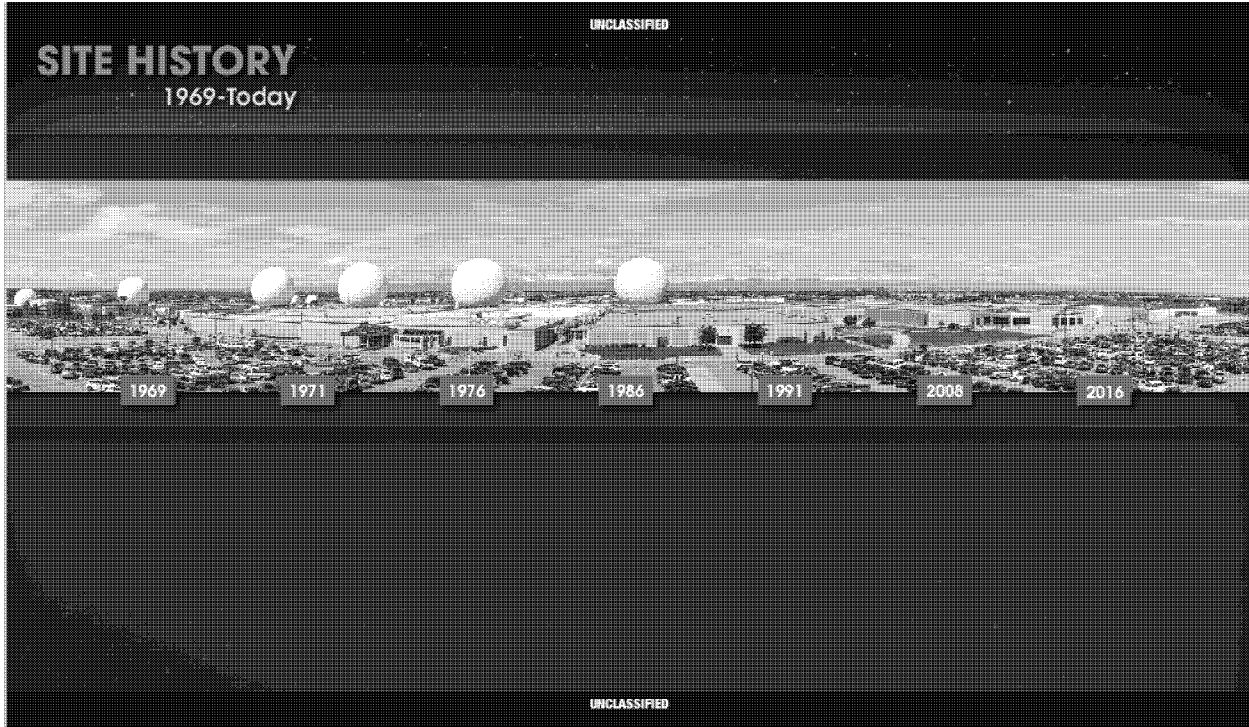 UNCLASSIFIED
SITE HISTORY
1969-Today
1969 1971 1976 1986 1991 2008 2016
UNCLASSIFIED